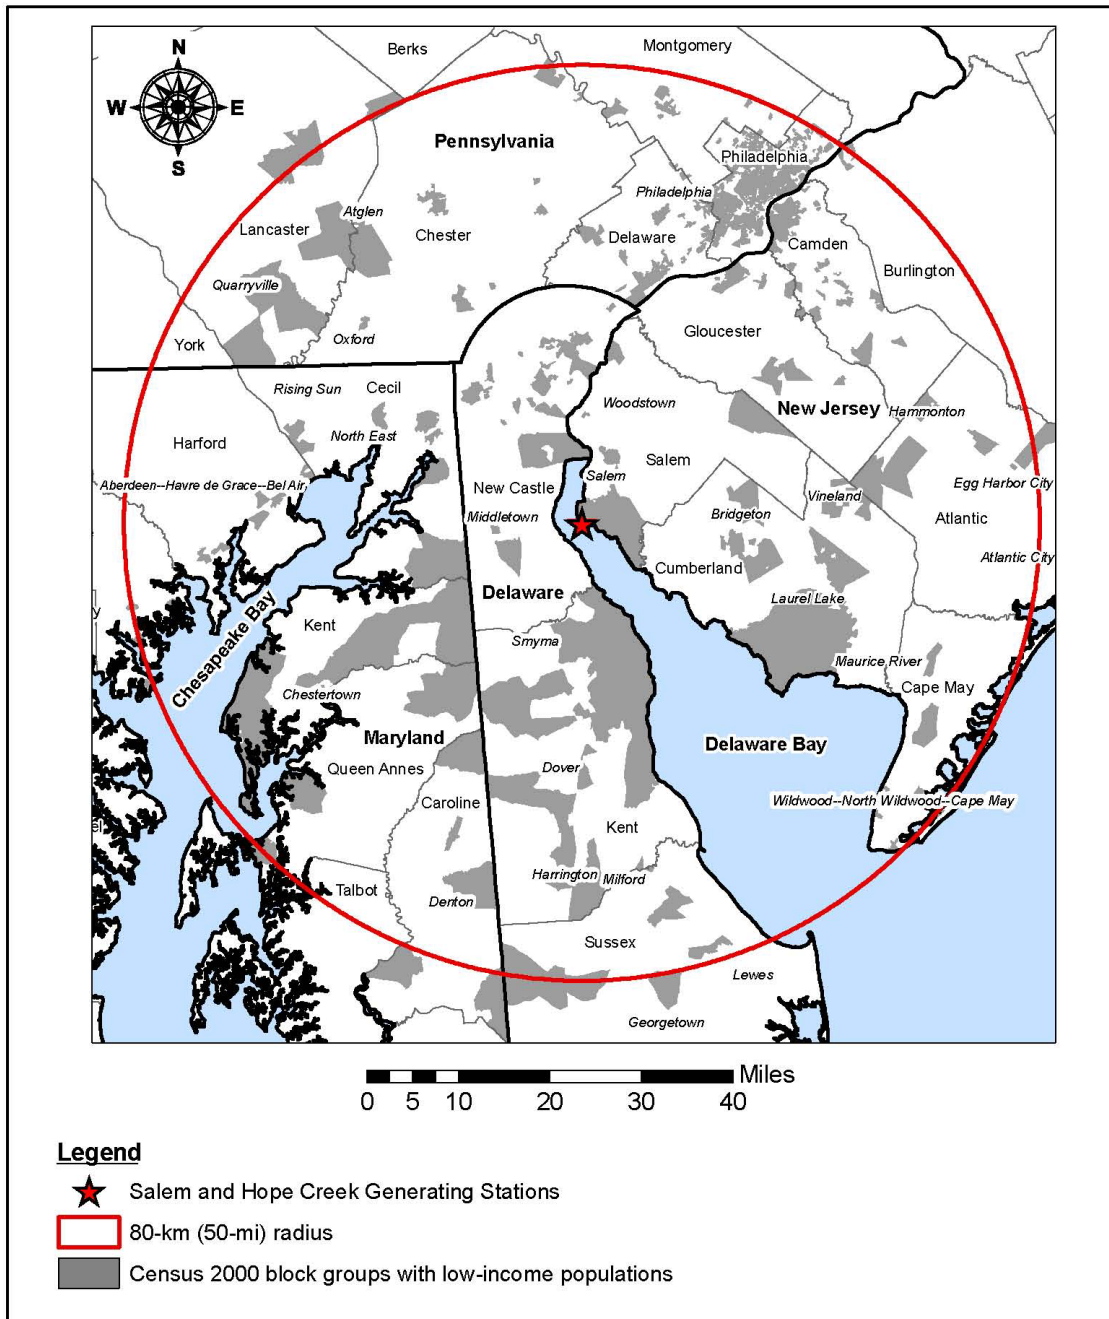 Berks
Montgomery
N
W
E
S
Pennsylvania
Philadelphia
Philadelphia
Atglen
Lancaster
Chester
Delaware
Camden
Burlington
Quarryville
York
Oxford
Gloucester
Rising Sun
Cecil
Woodstown
New Jersey
Hammonton
Harford
North East
Salem
Salem
Aberdeen--Havre de Grace--Bel Air
New Castle
Vineland
Egg Harbor City
Middletown
Bridgeton
Atlantic
Cumberland
Atlantic City
Delaware
Laurel Lake
Chesapeake Bay
Kent
Smyrna
Maurice River
Chestertown
Cape May
Maryland
Delaware Bay
Queen Annes
Dover
Caroline
Wildwood--North Wildwood--Cape May
Kent
Harrington
Milford
Talbot
Denton
Sussex
Lewes
Georgetown
Miles
0 5 10 20 30 40
Legend
Salem and Hope Creek Generating Stations
80-km (50-mi) radius
Census 2000 block groups with low-income populations